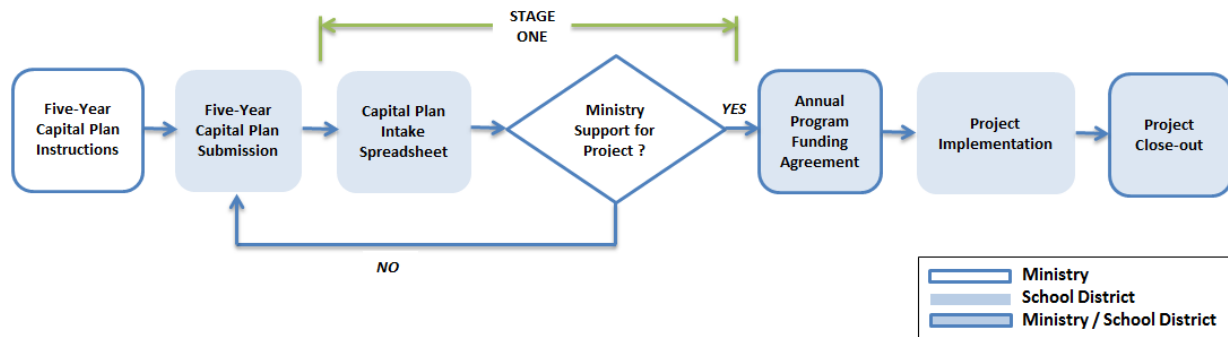 STAGE
ONE
Five-Year
Capital Plan
Instructions
Five-Year
Capital Plan
Submission
Capital Plan
Intake
Spreadsheet
Ministry
Support for
Project ?
YES
Annual
Program
Funding
Agreement
Project
Implementation
Project
Close-out
NO
Ministry
School District
Ministry / School District